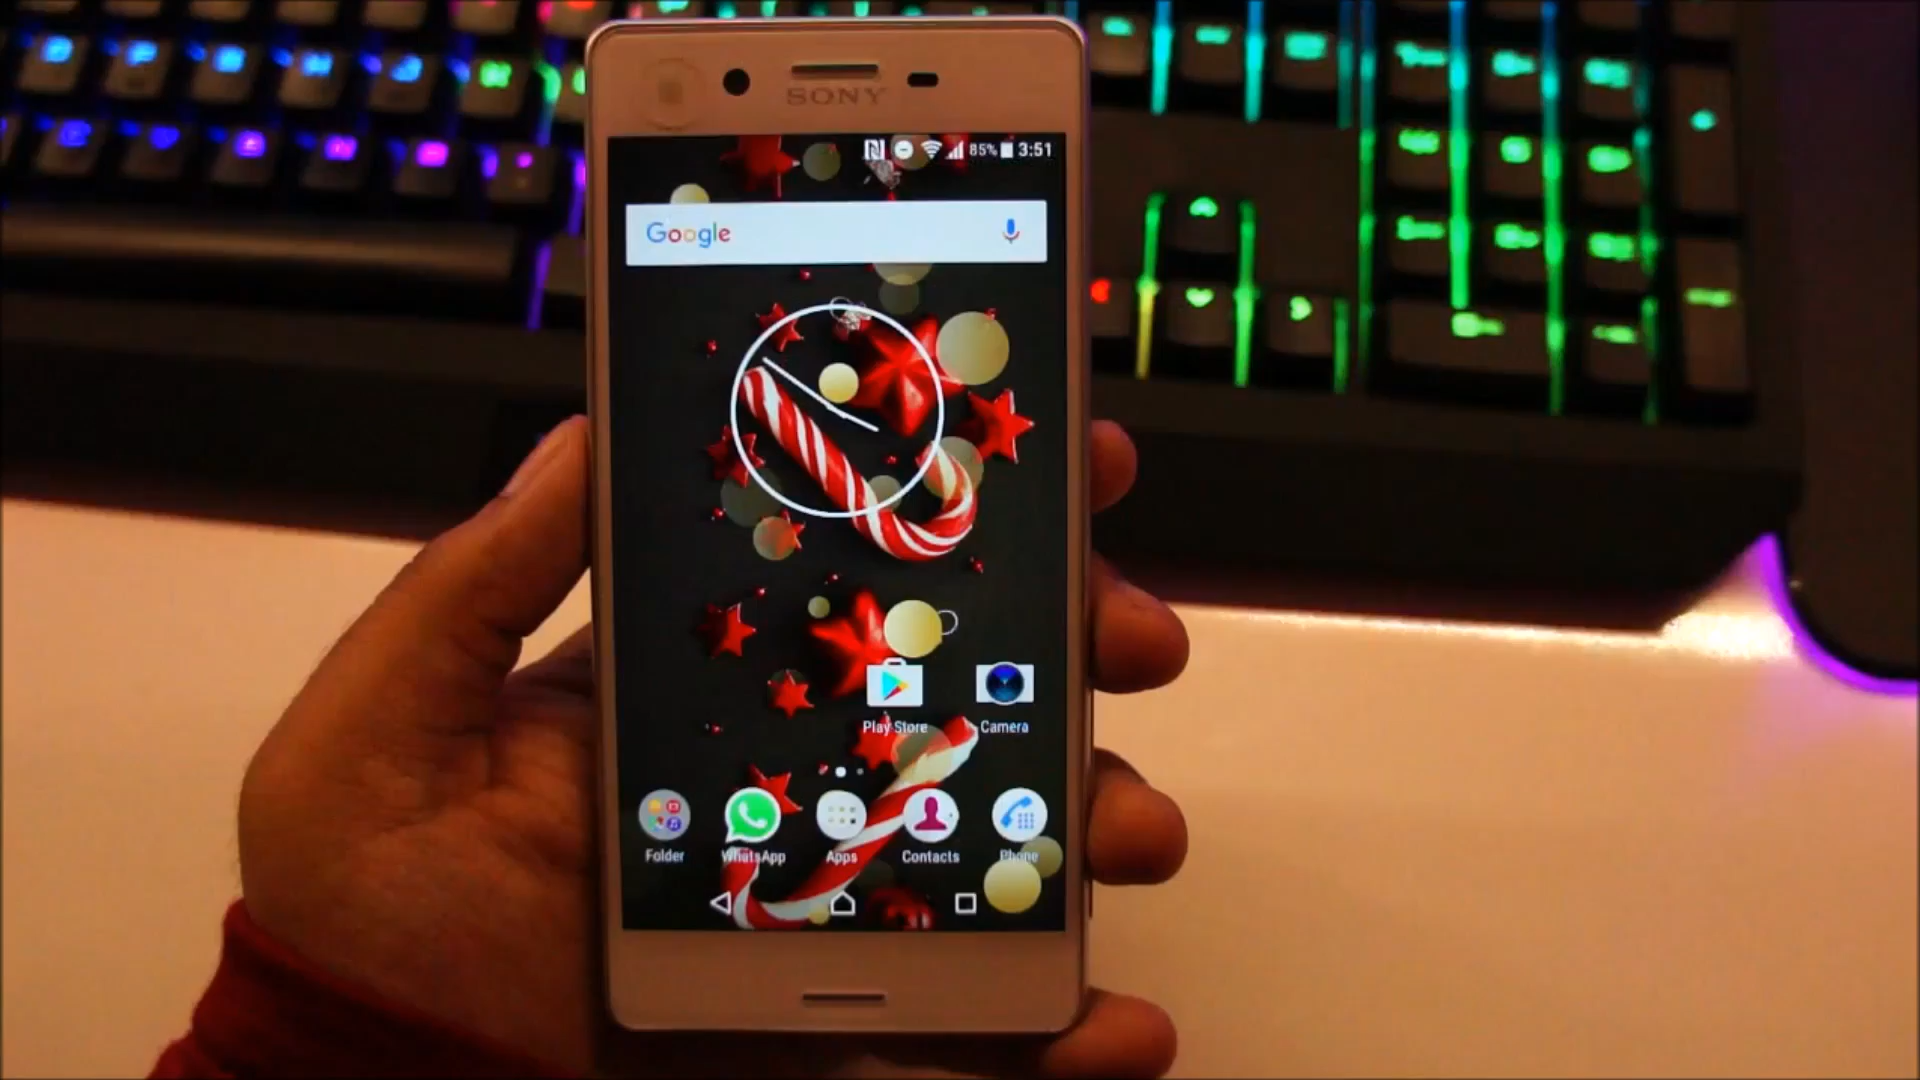 SONY
85% 3:51
Google
Play Store Camera
Folder WhatsApp Apps Contacts Phone